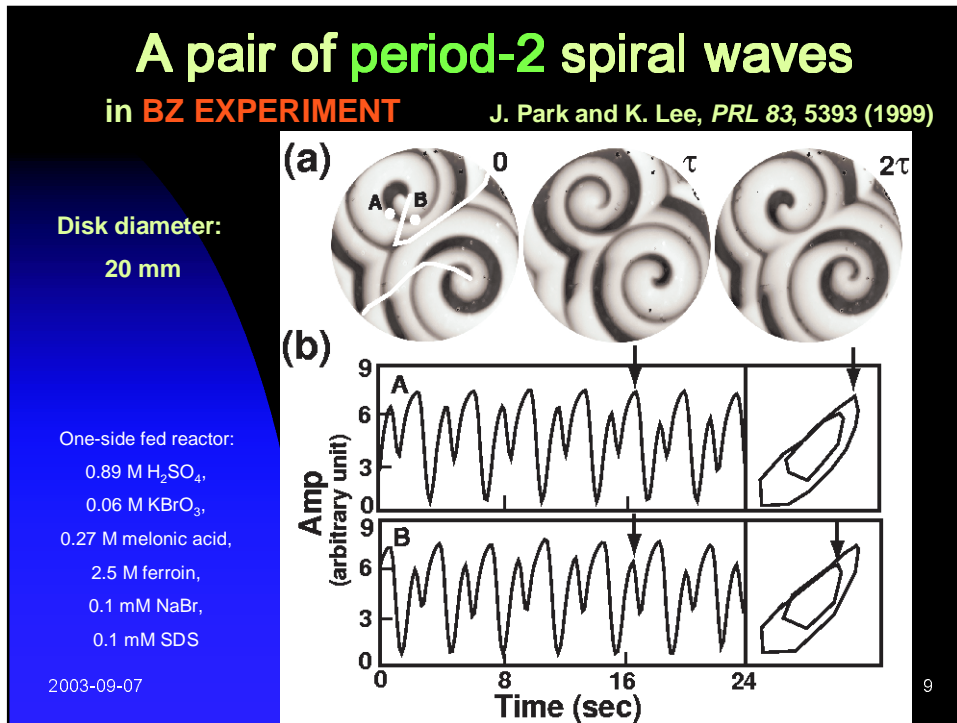 A pair of period-2 spiral waves
in BZ EXPERIMENT J. Park and K. Lee, PRL 83, 5393 (1999)
(a)
0
τ
2τ
A B
Disk diameter:
20 mm
(b)
9
A
6
3
0
9
B
6
3
0
Amp
(arbitrary unit)
0 8 16 24
Time (sec)
One-side fed reactor:
0.89 M H₂SO₄,
0.06 M KBrO₃,
0.27 M melonic acid,
2.5 M ferroin,
0.1 mM NaBr,
0.1 mM SDS
2003-09-07
9